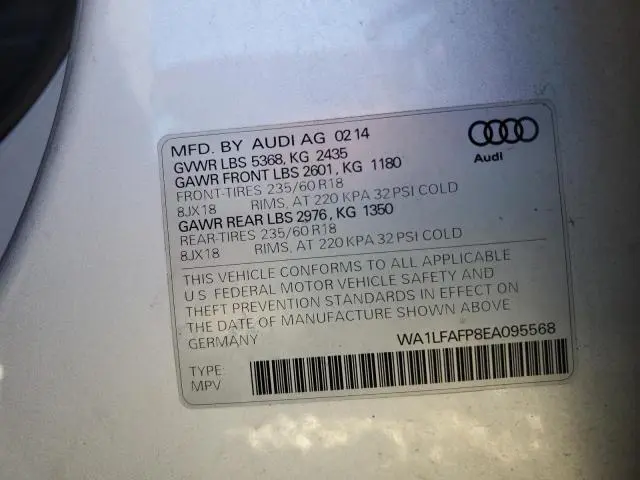 MFD. BY AUDI AG 02 14
GVWR LBS 5368, KG 2435
GAWR FRONT LBS 2601, KG 1180
FRONT-TIRES 235/60 R18
8JX18 RIMS, AT 220 KPA 32 PSI COLD
GAWR REAR LBS 2976, KG 1350
REAR-TIRES 235/60 R18
8JX18 RIMS, AT 220 KPA 32 PSI COLD
Audi
THIS VEHICLE CONFORMS TO ALL APPLICABLE
U S FEDERAL MOTOR VEHICLE SAFETY AND
THEFT PREVENTION STANDARDS IN EFFECT ON
THE DATE OF MANUFACTURE SHOWN ABOVE
GERMANY WA1LFAFP8EA095568
TYPE:
MPV